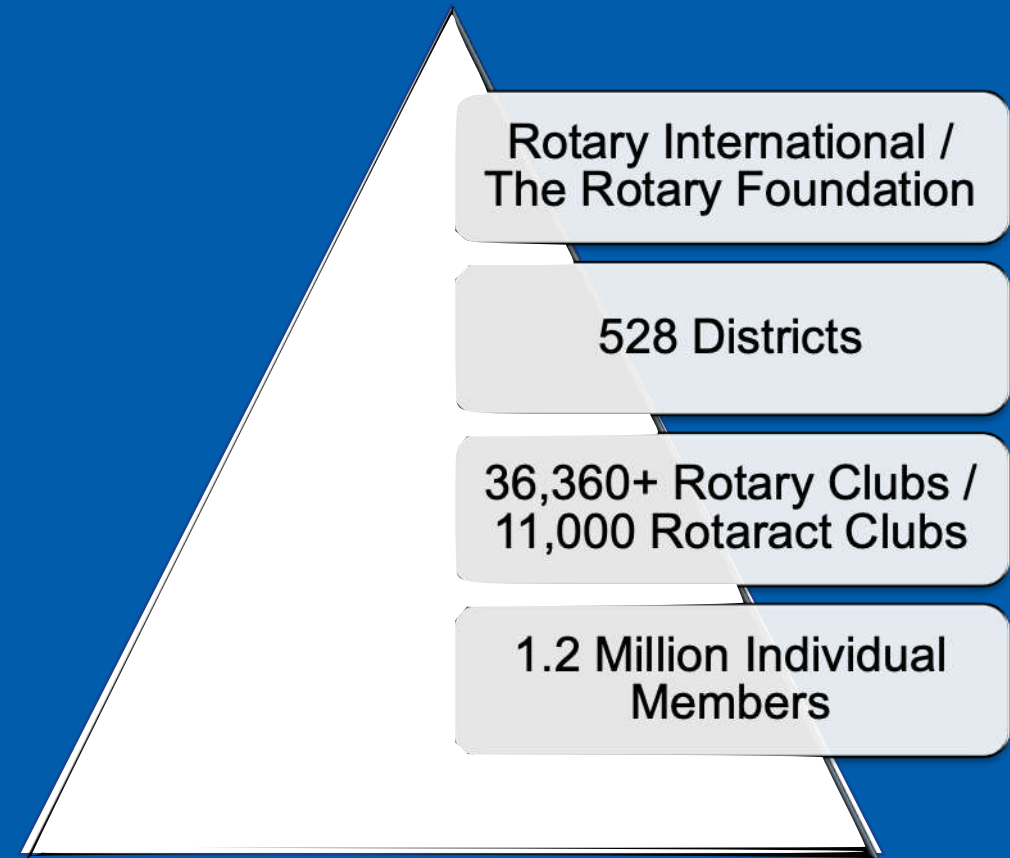 Rotary International /
The Rotary Foundation
528 Districts
36,360+ Rotary Clubs /
11,000 Rotaract Clubs
1.2 Million Individual
Members